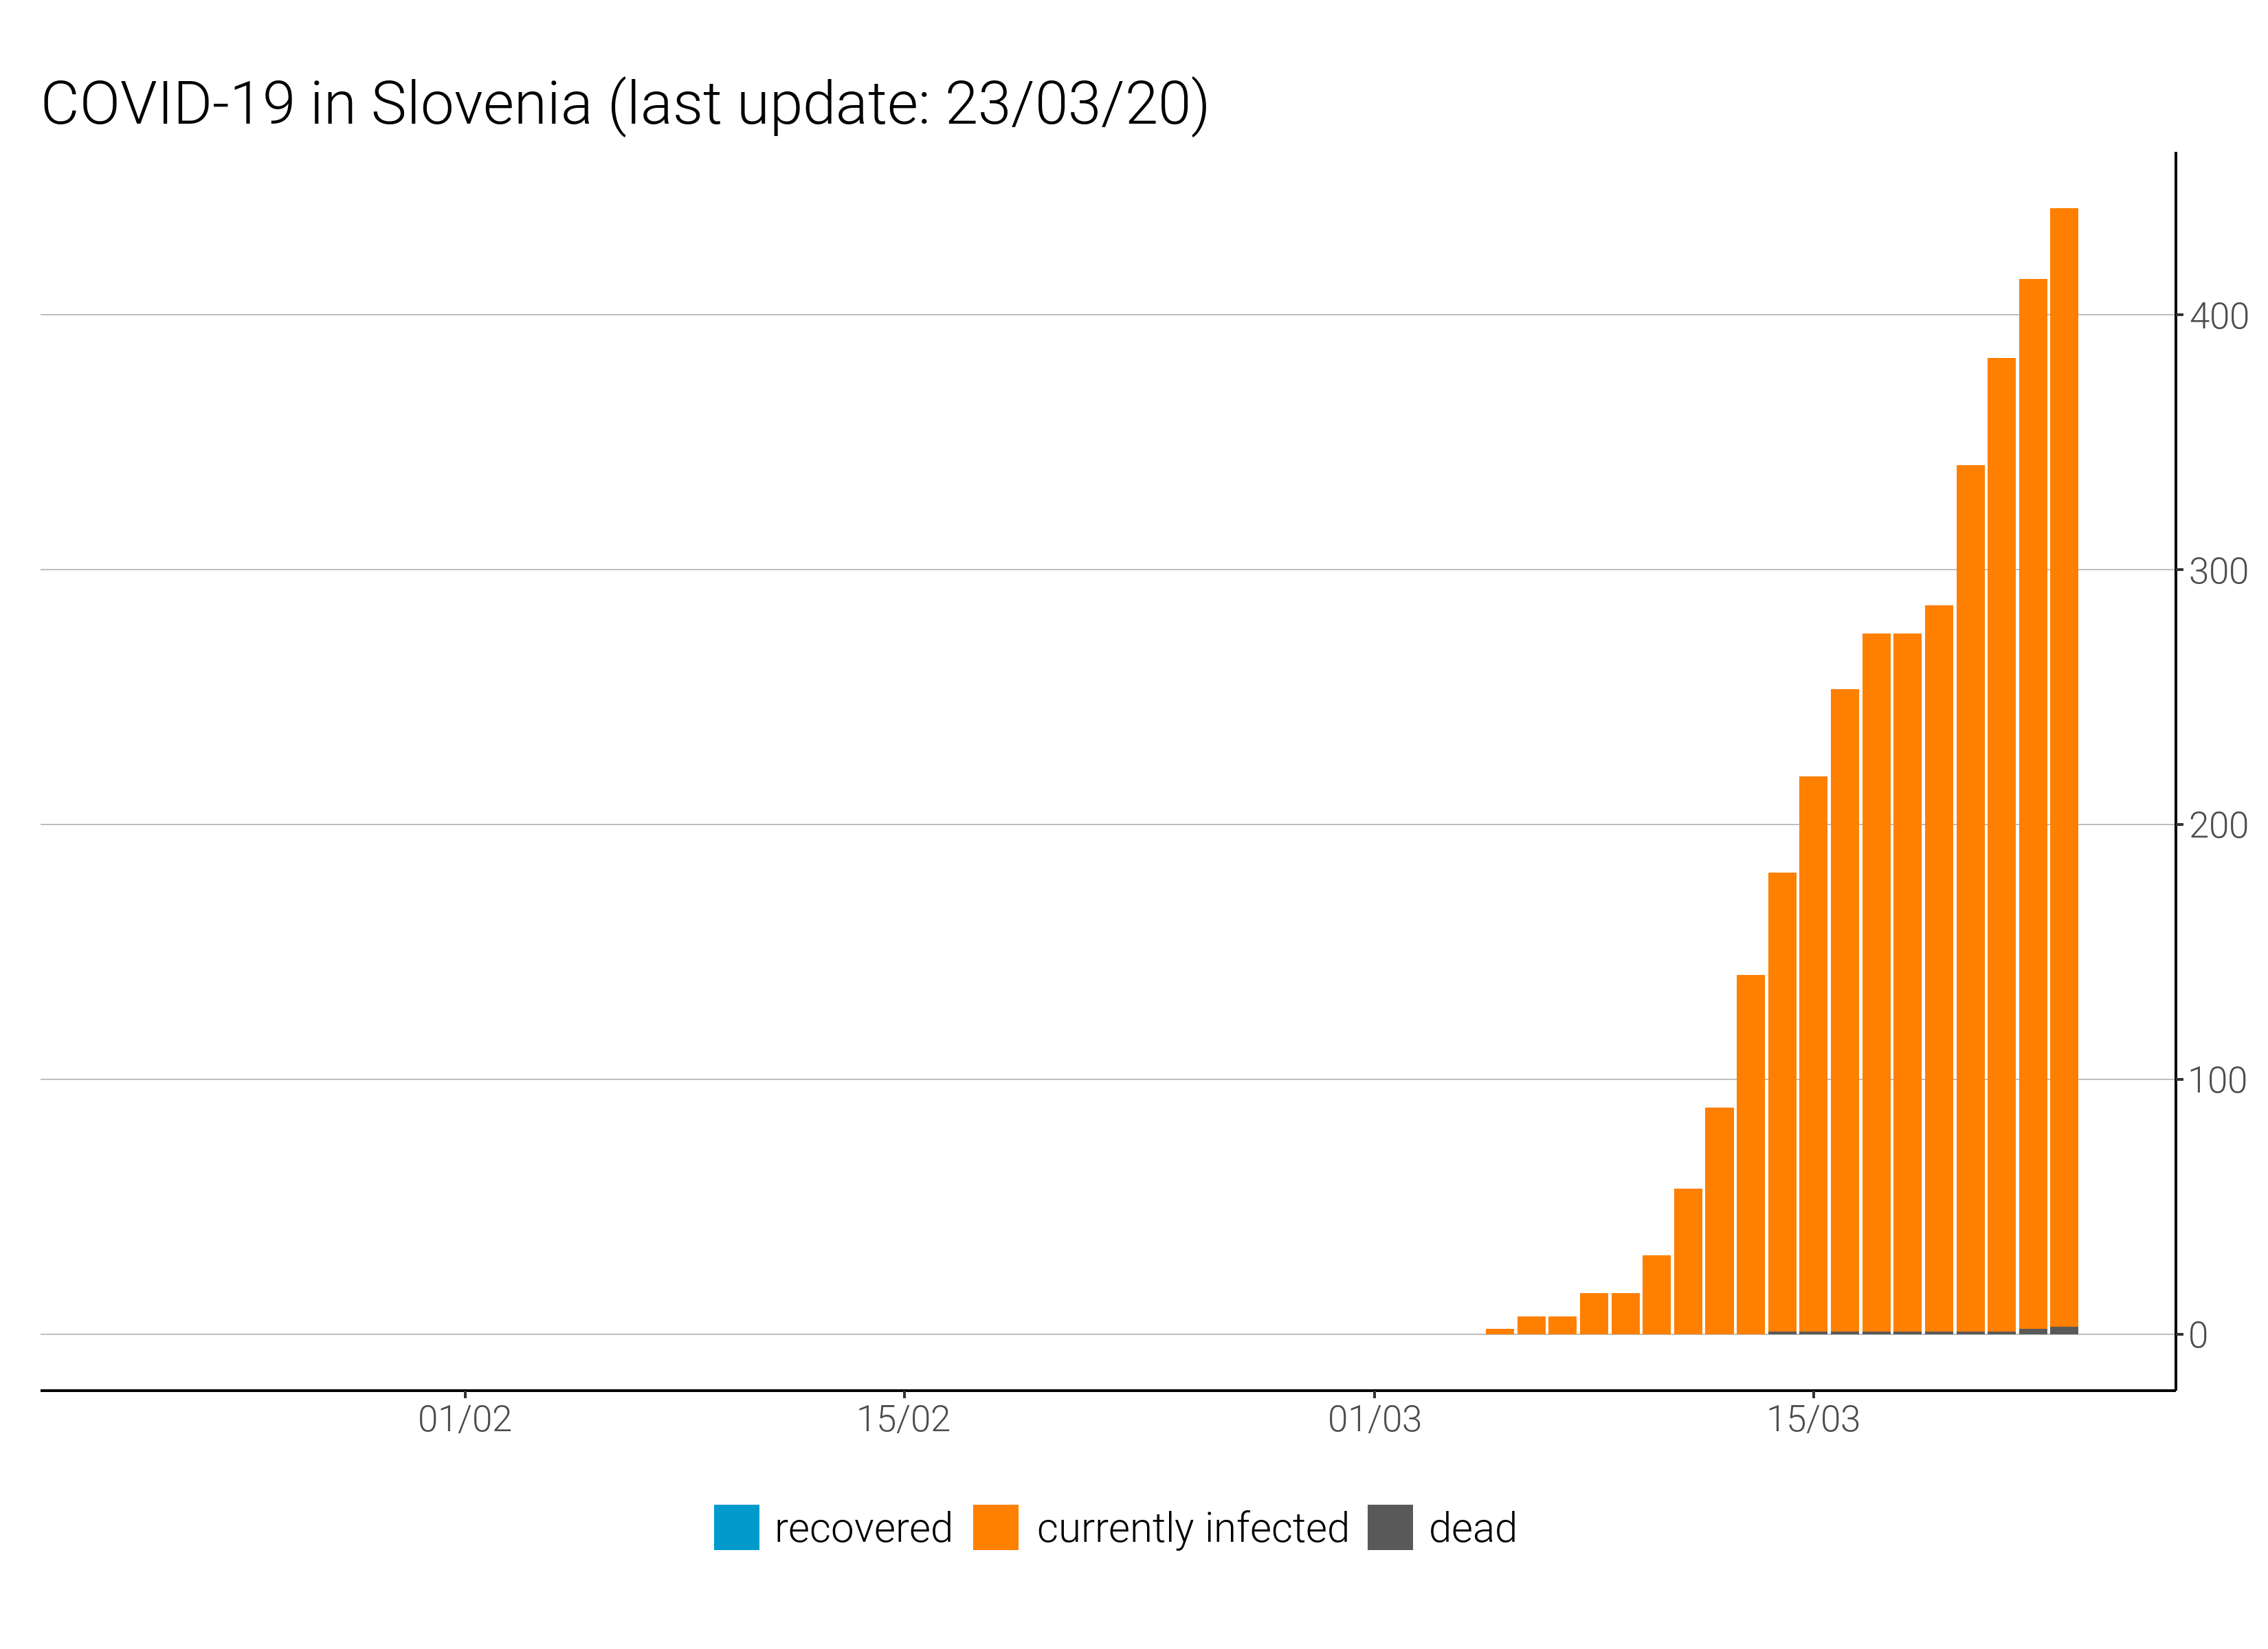 COVID-19 in Slovenia (last update: 23/03/20)
400
300
200
100
0
01/02 15/02 01/03 15/03
recovered currently infected dead